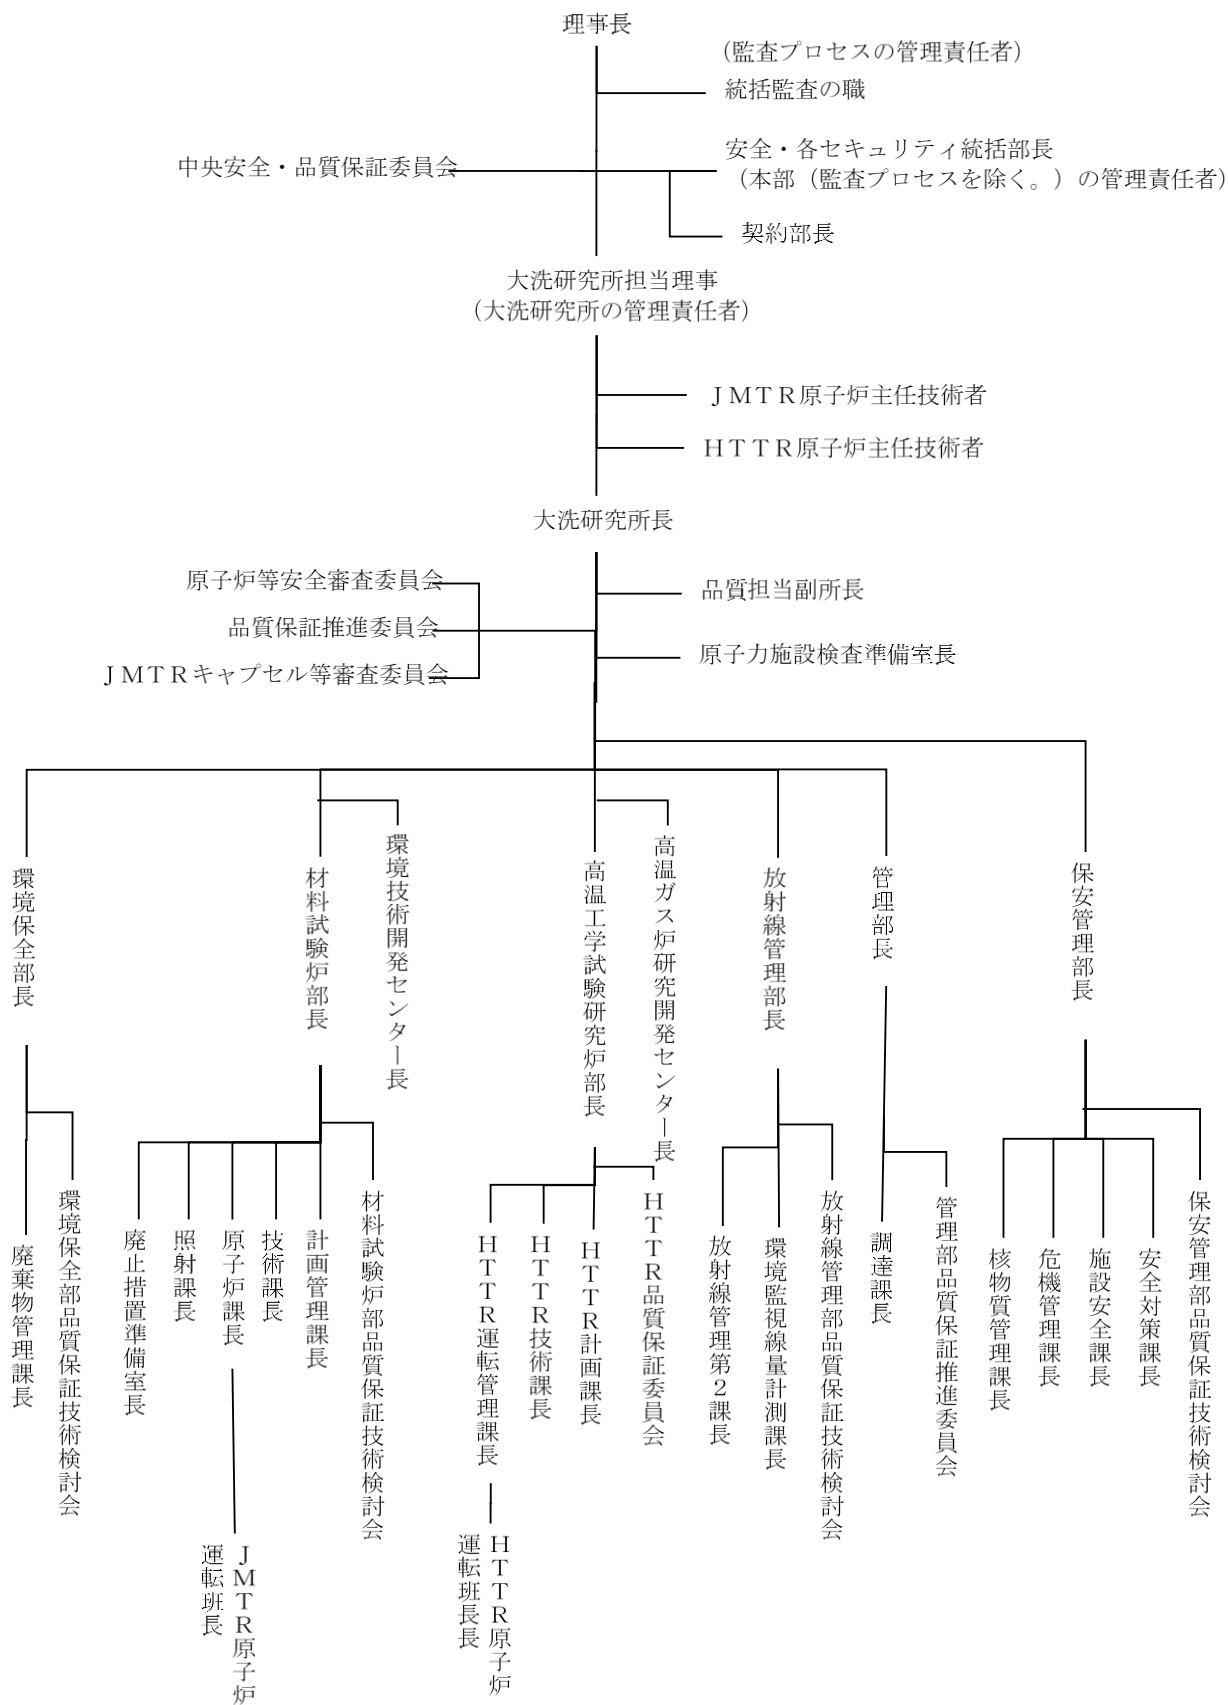 理事長
（監査プロセスの管理責任者）
統括監査の職
中央安全・品質保証委員会
安全・各セキュリティ統括部長
（本部（監査プロセスを除く。）の管理責任者）
契約部長
大洗研究所担当理事
（大洗研究所の管理責任者）
ＪＭＴＲ原子炉主任技術者
ＨＴＴＲ原子炉主任技術者
大洗研究所長
原子炉等安全審査委員会
品質保証推進委員会
ＪＭＴＲキャプセル等審査委員会
品質担当副所長
原子力施設検査準備室長
環境保全部長
材料試験炉部長
環境技術開発センター長
高温工学試験研究炉部長
高温ガス炉研究開発センター長
放射線管理部長
管理部長
保安管理部長
廃棄物管理課長
環境保全部品質保証技術検討会
廃止措置準備室長
照射課長
原子炉課長
技術課長
計画管理課長
材料試験炉部品質保証技術検討会
ＨＴＴＲ運転管理課長
ＨＴＴＲ技術課長
ＨＴＴＲ計画課長
ＨＴＴＲ品質保証委員会
放射線管理第２課長
環境監視線量計測課長
放射線管理部品質保証技術検討会
調達課長
管理部品質保証推進委員会
核物質管理課長
危機管理課長
施設安全課長
安全対策課長
保安管理部品質保証技術検討会
ＪＭＴＲ原子炉
運転班長
ＨＴＴＲ原子炉
運転班長長